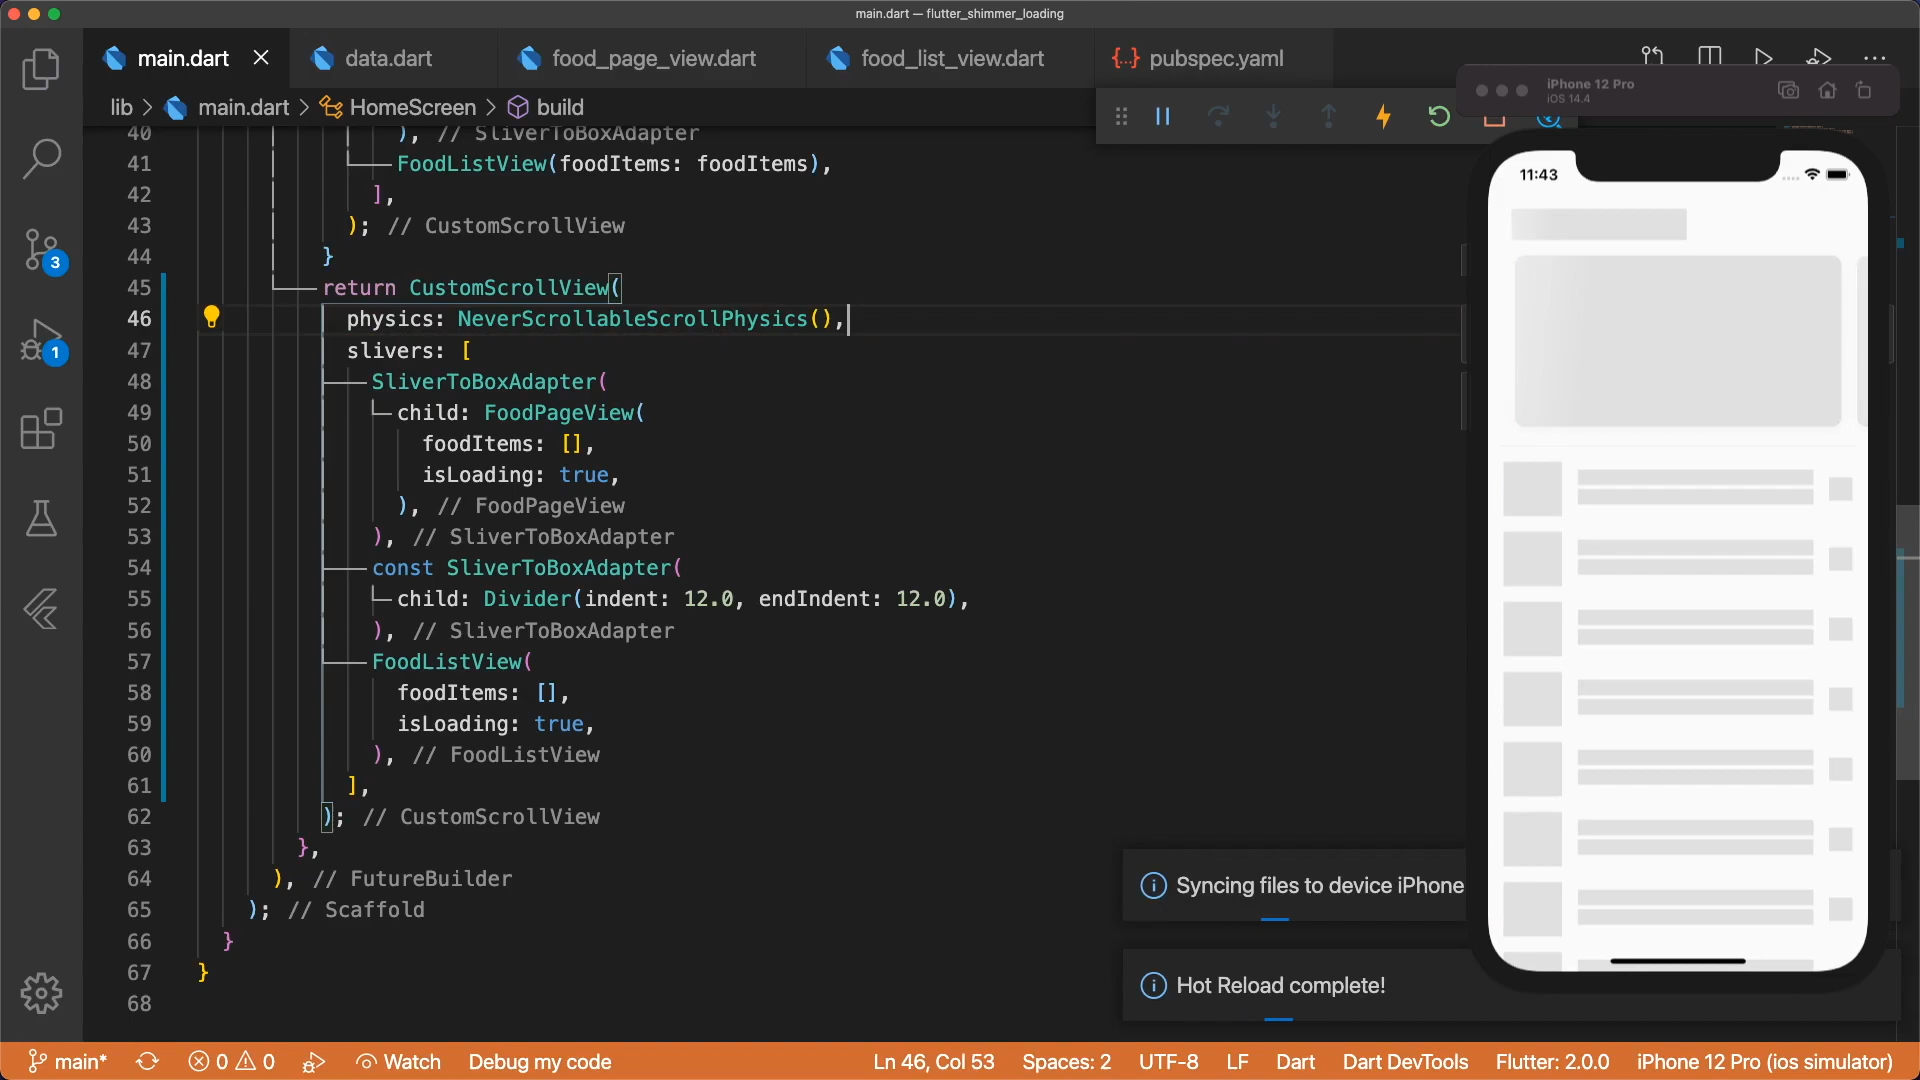 main.dart — flutter_shimmer_loading
main.dart data.dart food_page_view.dart food_list_view.dart {..} pubspec.yaml
lib > main.dart > HomeScreen > build
iPhone 12 Pro
iOS 14.4
11:43
40 ), // SliverToBoxAdapter
41 FoodListView(foodItems: foodItems),
42 ],
43 ); // CustomScrollView
44 }
45 return CustomScrollView(
46 physics: NeverScrollableScrollPhysics(),
47 slivers: [
48 SliverToBoxAdapter(
49 child: FoodPageView(
50 foodItems: [],
51 isLoading: true,
52 ), // FoodPageView
53 ), // SliverToBoxAdapter
54 const SliverToBoxAdapter(
55 child: Divider(indent: 12.0, endIndent: 12.0),
56 ), // SliverToBoxAdapter
57 FoodListView(
58 foodItems: [],
59 isLoading: true,
60 ), // FoodListView
61 ],
62 ); // CustomScrollView
63 },
64 ), // FutureBuilder
65 ); // Scaffold
66 }
67 }
68
3
1
Syncing files to device iPhone
Hot Reload complete!
main* 0 0 Watch Debug my code Ln 46, Col 53 Spaces: 2 UTF-8 LF Dart Dart DevTools Flutter: 2.0.0 iPhone 12 Pro (ios simulator)